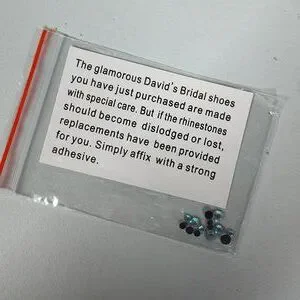 The glamorous David's Bridal shoes
you have just purchased are made
with special care. But if the rhinestones
should become dislodged or lost,
replacements have been provided
for you. Simply affix with a strong
adhesive.